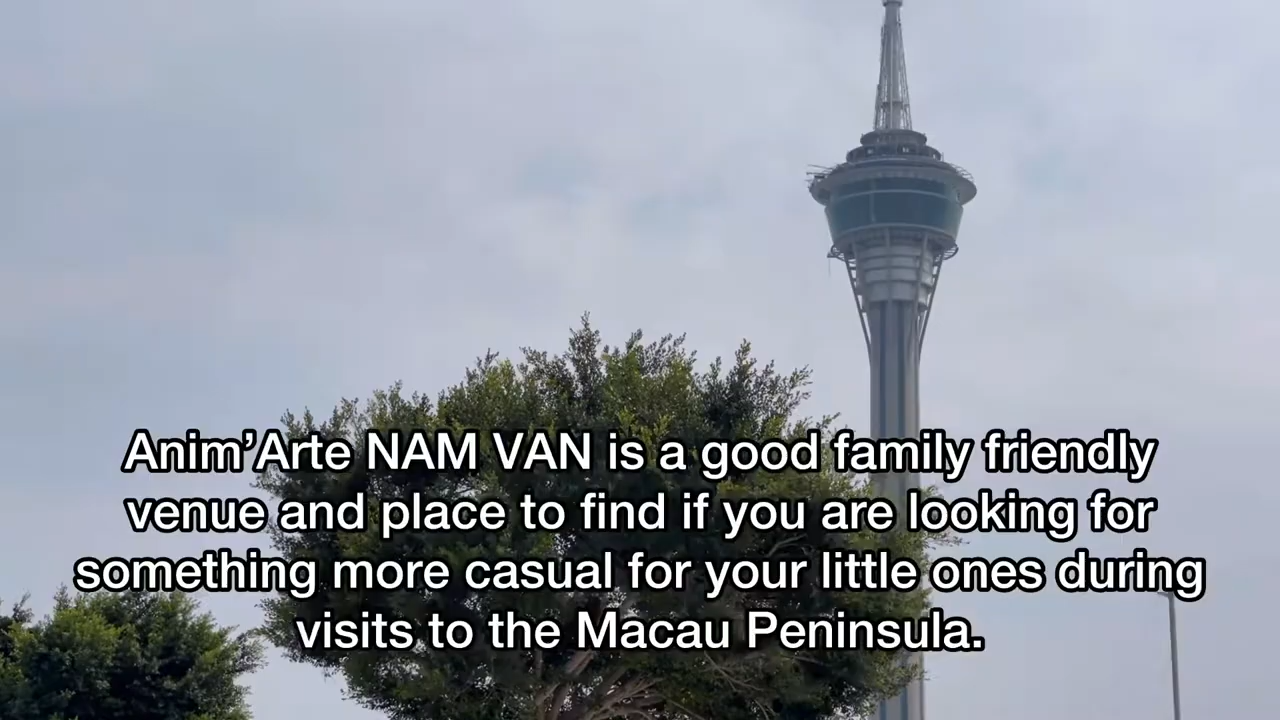 Anim’Arte NAM VAN is a good family friendly
venue and place to find if you are looking for
something more casual for your little ones during
visits to the Macau Peninsula.